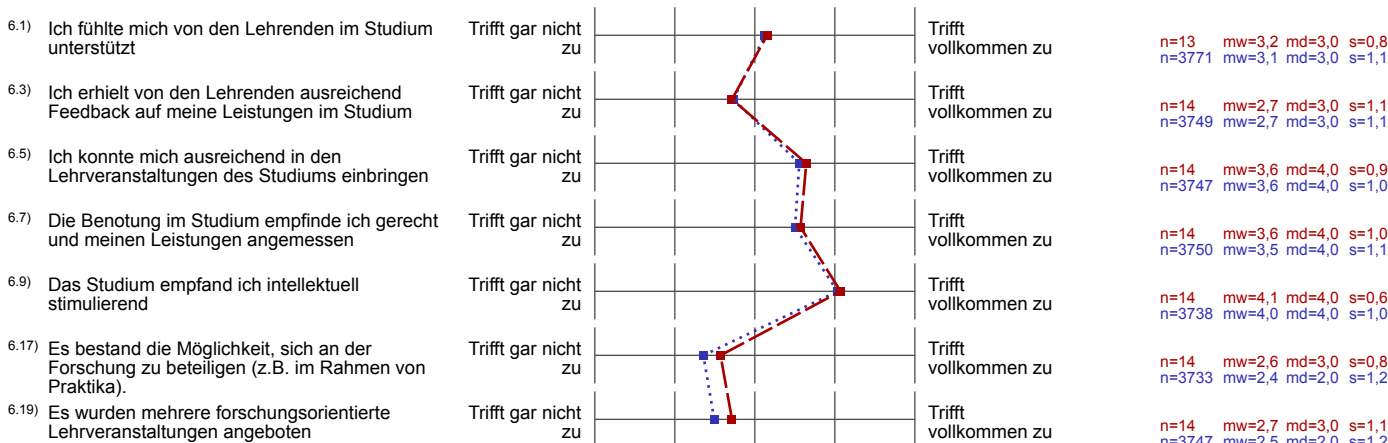 6.1) Ich fühlte mich von den Lehrenden im Studium unterstützt
Trifft gar nicht zu
Trifft vollkommen zu
n=13 mw=3,2 md=3,0 s=0,8
n=3771 mw=3,1 md=3,0 s=1,1
6.3) Ich erhielt von den Lehrenden ausreichend Feedback auf meine Leistungen im Studium
Trifft gar nicht zu
Trifft vollkommen zu
n=14 mw=2,7 md=3,0 s=1,1
n=3749 mw=2,7 md=3,0 s=1,1
6.5) Ich konnte mich ausreichend in den Lehrveranstaltungen des Studiums einbringen
Trifft gar nicht zu
Trifft vollkommen zu
n=14 mw=3,6 md=4,0 s=0,9
n=3747 mw=3,6 md=4,0 s=1,0
6.7) Die Benotung im Studium empfinde ich gerecht und meinen Leistungen angemessen
Trifft gar nicht zu
Trifft vollkommen zu
n=14 mw=3,6 md=4,0 s=1,0
n=3750 mw=3,5 md=4,0 s=1,1
6.9) Das Studium empfand ich intellektuell stimulierend
Trifft gar nicht zu
Trifft vollkommen zu
n=14 mw=4,1 md=4,0 s=0,6
n=3738 mw=4,0 md=4,0 s=1,0
6.17) Es bestand die Möglichkeit, sich an der Forschung zu beteiligen (z.B. im Rahmen von Praktika).
Trifft gar nicht zu
Trifft vollkommen zu
n=14 mw=2,6 md=3,0 s=0,8
n=3733 mw=2,4 md=2,0 s=1,2
6.19) Es wurden mehrere forschungsorientierte Lehrveranstaltungen angeboten
Trifft gar nicht zu
Trifft vollkommen zu
n=14 mw=2,7 md=3,0 s=1,1
n=3747 mw=2,5 md=2,0 s=1,2